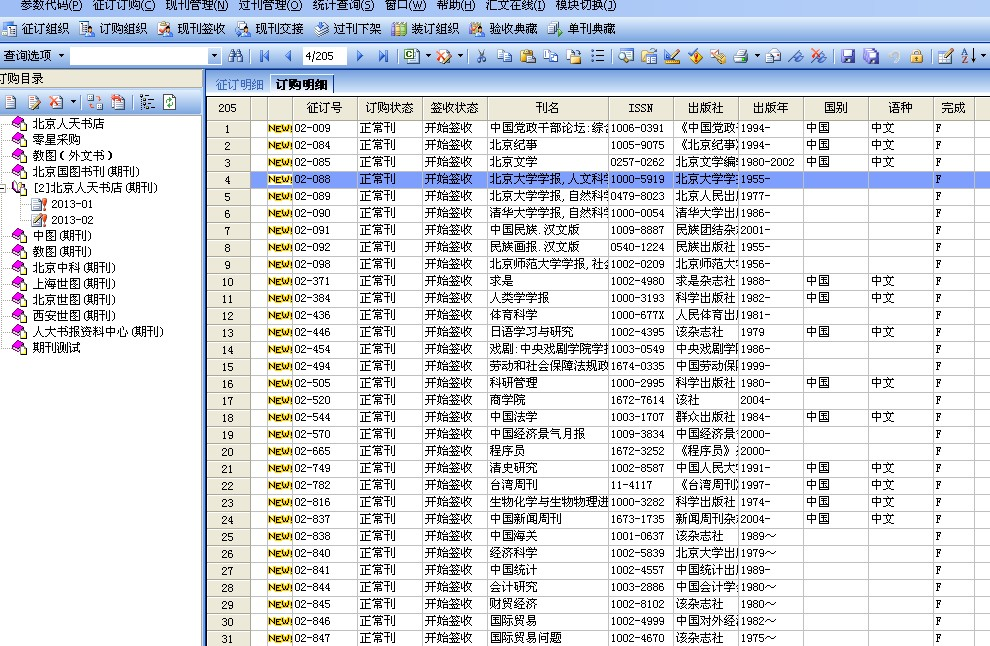 参数代码(P) 征订订购(C) 现刊管理(N) 过刊管理(O) 统计查询(S) 窗口(W) 帮助(H) 汇文在线(I) 模块切换(J)
征订组织 订购组织 现刊签收 现刊交接 过刊下架 装订组织 验收典藏 单刊典藏
查询选项 4/205
订购目录
北京人天书店
零星采购
教图(外文书)
北京国图书刊(期刊)
[2]北京人天书店(期刊)
2013-01
2013-02
中图(期刊)
教图(期刊)
北京中科(期刊)
上海世图(期刊)
北京世图(期刊)
西安世图(期刊)
人大书报资料中心(期刊)
期刊测试
征订明细 订购明细
205 征订号 订购状态 签收状态 刊名 ISSN 出版社 出版年 国别 语种 完成
1 NEW! 02-009 正常刊 开始签收 中国党政干部论坛:综合 1006-0391 《中国党政 1994- 中国 中文 F
2 NEW! 02-084 正常刊 开始签收 北京纪事 1005-9075 《北京纪事》 1994- 中国 中文 F
3 NEW! 02-085 正常刊 开始签收 北京文学 0257-0262 北京文学编 1980-2002 中国 中文 F
4 NEW! 02-088 正常刊 开始签收 北京大学学报,人文科学 1000-5919 北京大学学 1955- F
5 NEW! 02-089 正常刊 开始签收 北京大学学报,自然科学 0479-8023 北京人民出 1977- F
6 NEW! 02-090 正常刊 开始签收 清华大学学报,自然科学 1000-0054 清华大学出 1986- F
7 NEW! 02-091 正常刊 开始签收 中国民族.汉文版 1009-8887 民族团结杂 2001- F
8 NEW! 02-092 正常刊 开始签收 民族画报.汉文版 0540-1224 民族出版社 1955- F
9 NEW! 02-098 正常刊 开始签收 北京师范大学学报,社会 1002-0209 北京师范大 1956- F
10 NEW! 02-371 正常刊 开始签收 求是 1002-4980 求是杂志社 1988- 中国 中文 F
11 NEW! 02-384 正常刊 开始签收 人类学学报 1000-3193 科学出版社 1982- 中国 中文 F
12 NEW! 02-436 正常刊 开始签收 体育科学 1000-677X 人民体育出 1981- F
13 NEW! 02-446 正常刊 开始签收 日语学习与研究 1002-4395 该杂志社 1979 中国 中文 F
14 NEW! 02-454 正常刊 开始签收 戏剧:中央戏剧学院学报 1003-0549 中央戏剧学 1986- F
15 NEW! 02-494 正常刊 开始签收 劳动和社会保障法规政 1674-0335 中国劳动保 1999- F
16 NEW! 02-505 正常刊 开始签收 科研管理 1000-2995 科学出版社 1980- 中国 中文 F
17 NEW! 02-520 正常刊 开始签收 商学院 1672-7614 该社 2004- F
18 NEW! 02-544 正常刊 开始签收 中国法学 1003-1707 群众出版社 1984- 中国 中文 F
19 NEW! 02-570 正常刊 开始签收 中国经济景气月报 1009-3834 中国经济景 2000- F
20 NEW! 02-665 正常刊 开始签收 程序员 1672-3252 《程序员》 2000- F
21 NEW! 02-749 正常刊 开始签收 清史研究 1002-8587 中国人民大 1991- 中国 中文 F
22 NEW! 02-782 正常刊 开始签收 台湾周刊 11-4117 《台湾周刊》 1997- 中国 中文 F
23 NEW! 02-816 正常刊 开始签收 生物化学与生物物理进 1000-3282 科学出版社 1974- 中国 中文 F
24 NEW! 02-837 正常刊 开始签收 中国新闻周刊 1673-1735 新闻周刊杂 2004- 中国 中文 F
25 NEW! 02-838 正常刊 开始签收 中国海关 1001-0637 该杂志社 1989～ F
26 NEW! 02-840 正常刊 开始签收 经济科学 1002-5839 北京大学出 1979～ F
27 NEW! 02-841 正常刊 开始签收 中国统计 1002-4557 中国统计出 1989- F
28 NEW! 02-844 正常刊 开始签收 会计研究 1003-2886 中国会计学 1980～ F
29 NEW! 02-845 正常刊 开始签收 财贸经济 1002-8102 该杂志社 1980～ F
30 NEW! 02-846 正常刊 开始签收 国际贸易 1002-4999 中国对外经 1982～ F
31 NEW! 02-847 正常刊 开始签收 国际贸易问题 1002-4670 该杂志社 1975～ F